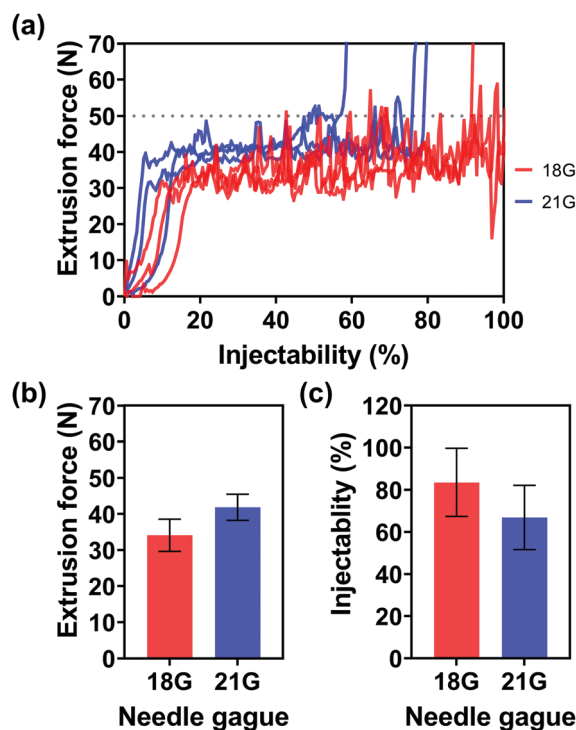 (a)
Extrusion force (N)
70
60
50
40
30
20
10
0
0 20 40 60 80 100
Injectability (%)
18G
21G
(b)
Extrusion force (N)
70
60
50
40
30
20
10
0
18G 21G
Needle gague
(c)
Injectablity (%)
120
100
80
60
40
20
0
18G 21G
Needle gague